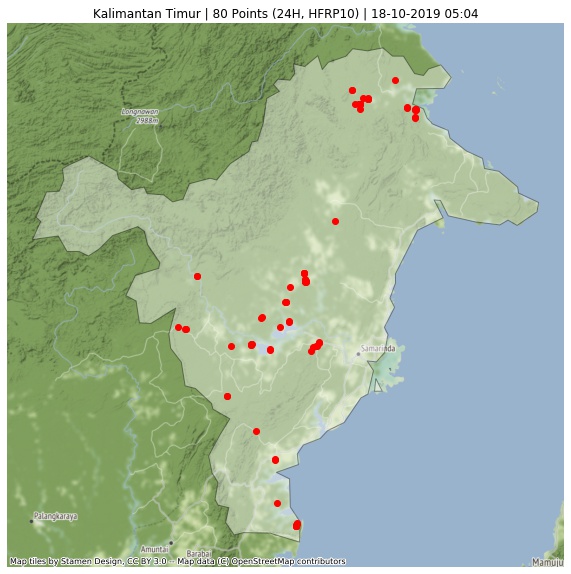 Kalimantan Timur | 80 Points (24H, HFRP10) | 18-10-2019 05:04
Longnawan
2988m
Samarinda
Palangkaraya
Amuntai
Barabai
Mamuju
Map tiles by Stamen Design, CC BY 3.0 -- Map data (C) OpenStreetMap contributors